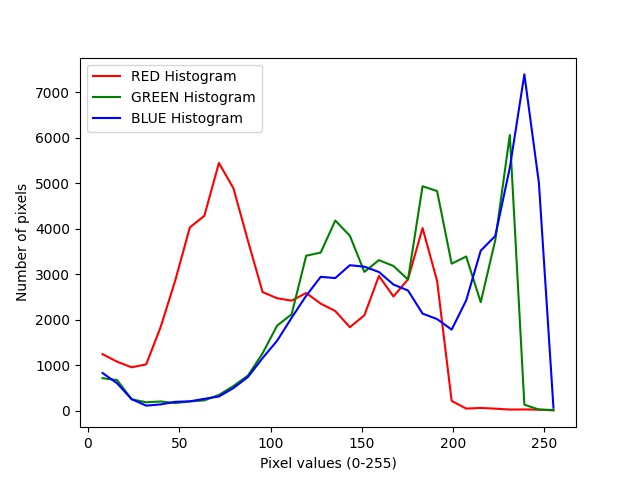 RED Histogram
GREEN Histogram
BLUE Histogram
7000
6000
5000
4000
3000
2000
1000
0
Number of pixels
0 50 100 150 200 250
Pixel values (0-255)